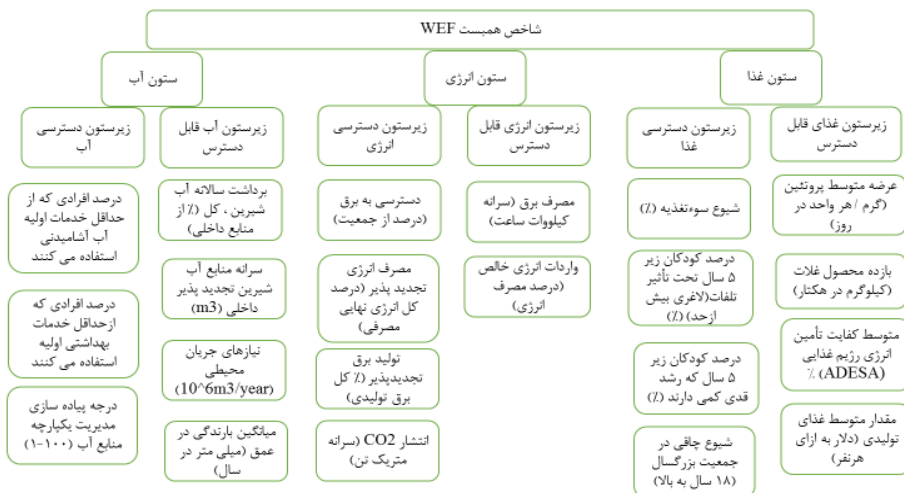 شاخص همبست WEF
ستون غذا
ستون انرژی
ستون آب
زیرستون غذای قابل
دسترس
زیرستون دسترسی
غذا
زیرستون انرژی قابل
دسترس
زیرستون دسترسی
انرژی
زیرستون آب قابل
دسترس
زیرستون دسترسی
آب
عرضه متوسط پروتئین
(گرم / هر واحد در
روز)
بازده محصول غلات
(کیلوگرم در هکتار)
متوسط کفایت تأمین
انرژی رژیم غذایی
(ADESA) %
مقدار متوسط غذای
تولیدی (دلار به ازای
هرنفر)
شیوع سوءتغذیه (٪)
درصد کودکان زیر
۵ سال تحت تأثیر
تلفات(لاغری بیش
ازحد) (٪)
درصد کودکان زیر
۵ سال که رشد
قدی کمی دارند (٪)
شیوع چاقی در
جمعیت بزرگسال
(۱۸ سال به بالا)
مصرف برق (سرانه
کیلووات ساعت)
واردات انرژی خالص
(درصد مصرف
انرژی)
دسترسی به برق
(درصد از جمعیت)
مصرف انرژی
تجدید پذیر (درصد
کل انرژی نهایی
مصرفی)
تولید برق
تجدیدپذیر (٪ کل
برق تولیدی)
انتشار CO2 (سرانه
متریک تن)
برداشت سالانه آب
شیرین ، کل (٪ از
منابع داخلی)
سرانه منابع آب
شیرین تجدید پذیر
داخلی (m3)
نیازهای جریان
محیطی
(10^6m3/year)
میانگین بارندگی در
عمق (میلی متر در
سال)
درصد افرادی که از
حداقل خدمات اولیه
آب آشامیدنی
استفاده می کنند
درصد افرادی که
ازحداقل خدمات
بهداشتی اولیه
استفاده می کنند
درجه پیاده سازی
مدیریت یکپارچه
منابع آب (۱۰۰-۱)